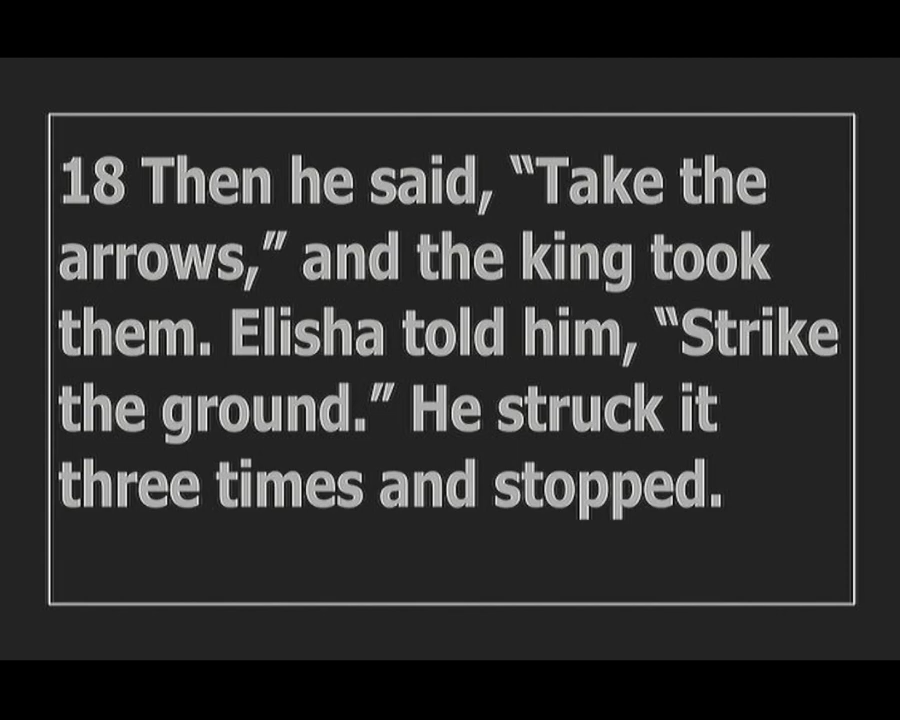 18 Then he said, “Take the
arrows,” and the king took
them. Elisha told him, “Strike
the ground.” He struck it
three times and stopped.